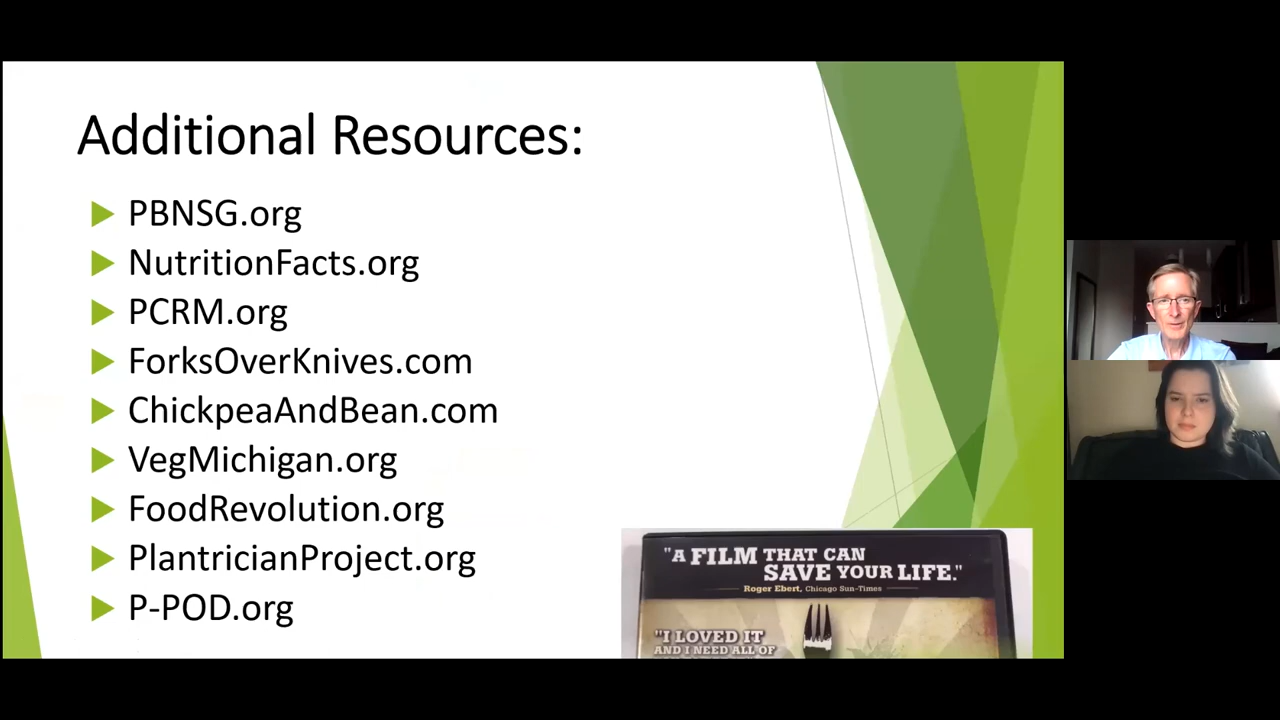 Additional Resources:
PBNSG.org
NutritionFacts.org
PCRM.org
ForksOverKnives.com
ChickpeaAndBean.com
VegMichigan.org
FoodRevolution.org
PlantricianProject.org
P-POD.org
"A FILM THAT CAN
SAVE YOUR LIFE."
Roger Ebert, Chicago Sun-Times
"I LOVED IT
AND I NEED ALL OF